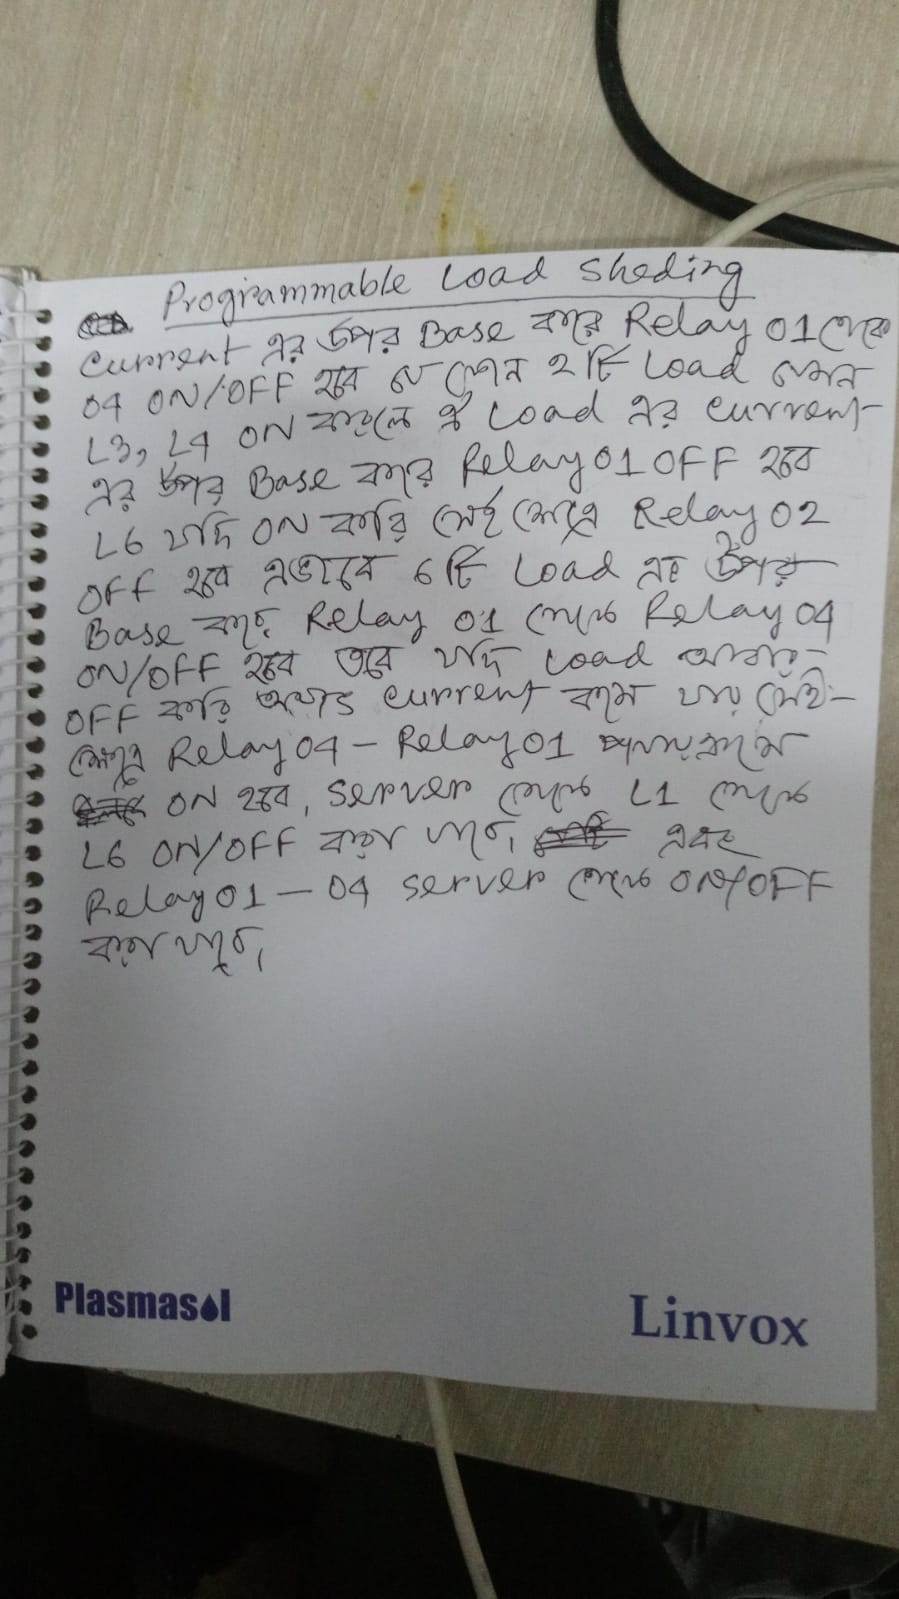 Programmable Load Sheding
Current এর উপর Base করে Relay 01 থেকে
04 ON/OFF হবে যে কোন ২টি Load যেমন
L3, L4 ON করলে ঐ Load এর current
এর উপর Base করে Relay 01 OFF হবে
L6 যদি ON করি সেই ক্ষেত্রে Relay 02
OFF হবে এভাবে ৬টি Load এর উপর
Base করে Relay 01 থেকে Relay 04
ON/OFF হবে তবে যদি Load আবার
OFF করি অর্থাৎ current কমে যায় সেই
ক্ষেত্রে Relay 04 - Relay 01 পর্যায়ক্রমে
ON হবে, server থেকে L1 থেকে
L6 ON/OFF করা যাবে, এবং
Relay 01 - 04 server থেকে ON/OFF
করা যাবে,
Plasmasol
Linvox